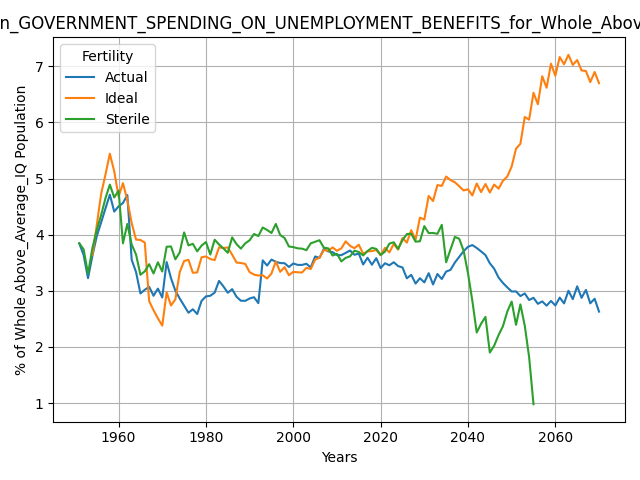 n_GOVERNMENT_SPENDING_ON_UNEMPLOYMENT_BENEFITS_for_Whole_Abov
Fertility
Actual
Ideal
Sterile
% of Whole Above_Average_IQ Population
7
6
5
4
3
2
1
1960 1980 2000 2020 2040 2060
Years